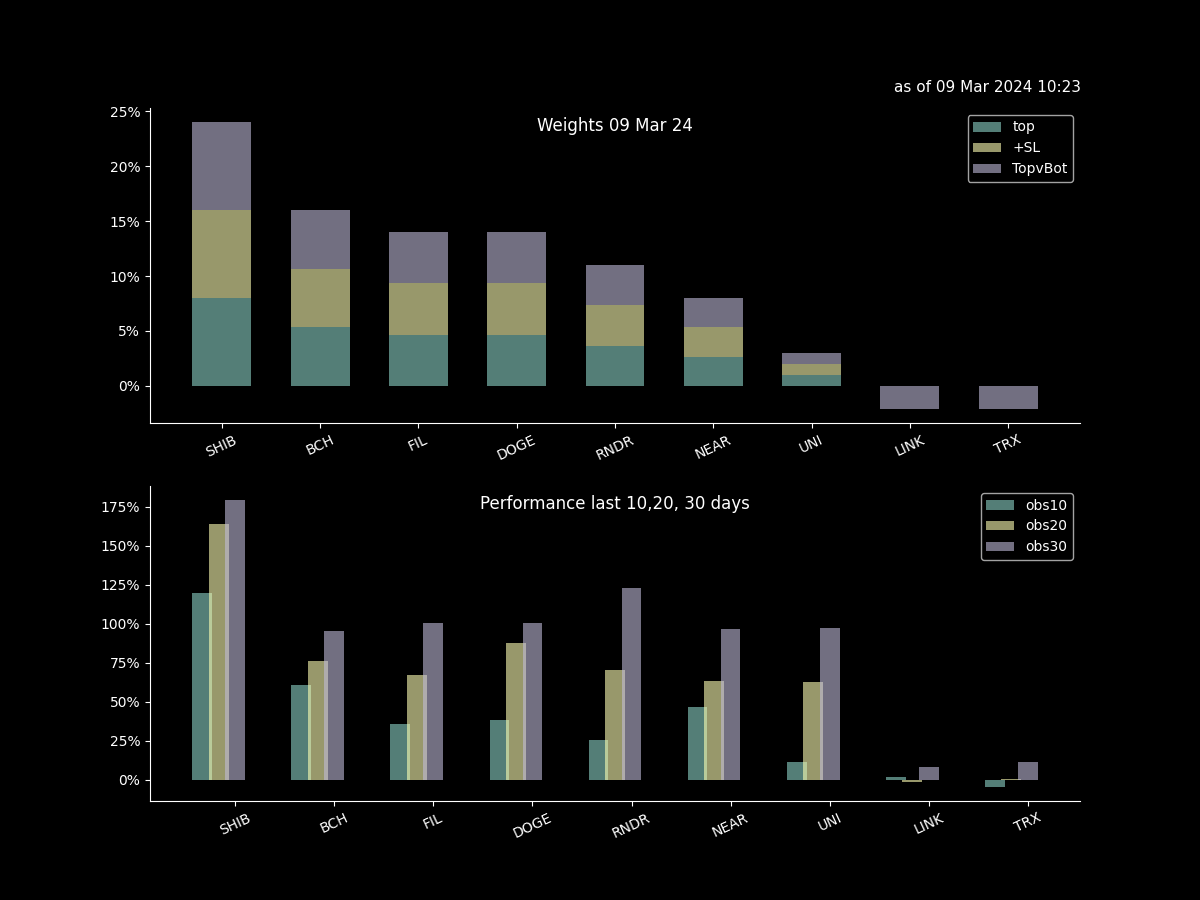 as of 09 Mar 2024 10:23
Weights 09 Mar 24
top
+SL
TopvBot
25%
20%
15%
10%
5%
0%
SHIB BCH FIL DOGE RNDR NEAR UNI LINK TRX
Performance last 10,20, 30 days
obs10
obs20
obs30
175%
150%
125%
100%
75%
50%
25%
0%
SHIB BCH FIL DOGE RNDR NEAR UNI LINK TRX